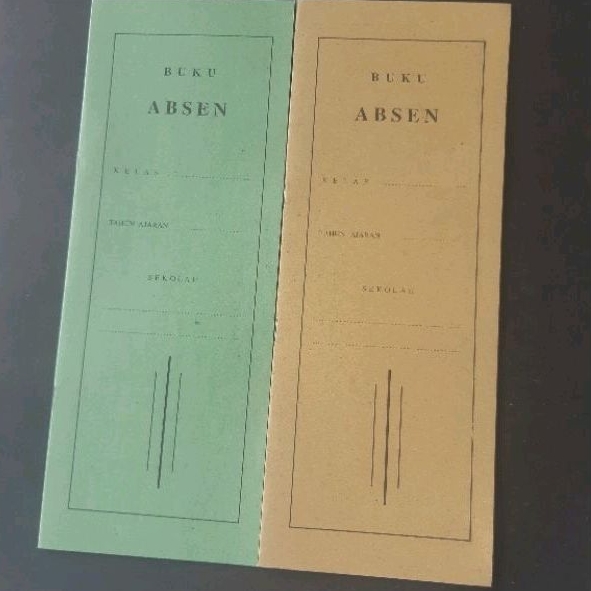 BUKU
ABSEN
KELAS
TAHUN AJARAN
SEKOLAH
BUKU
ABSEN
KELAS
TAHUN AJARAN
SEKOLAH